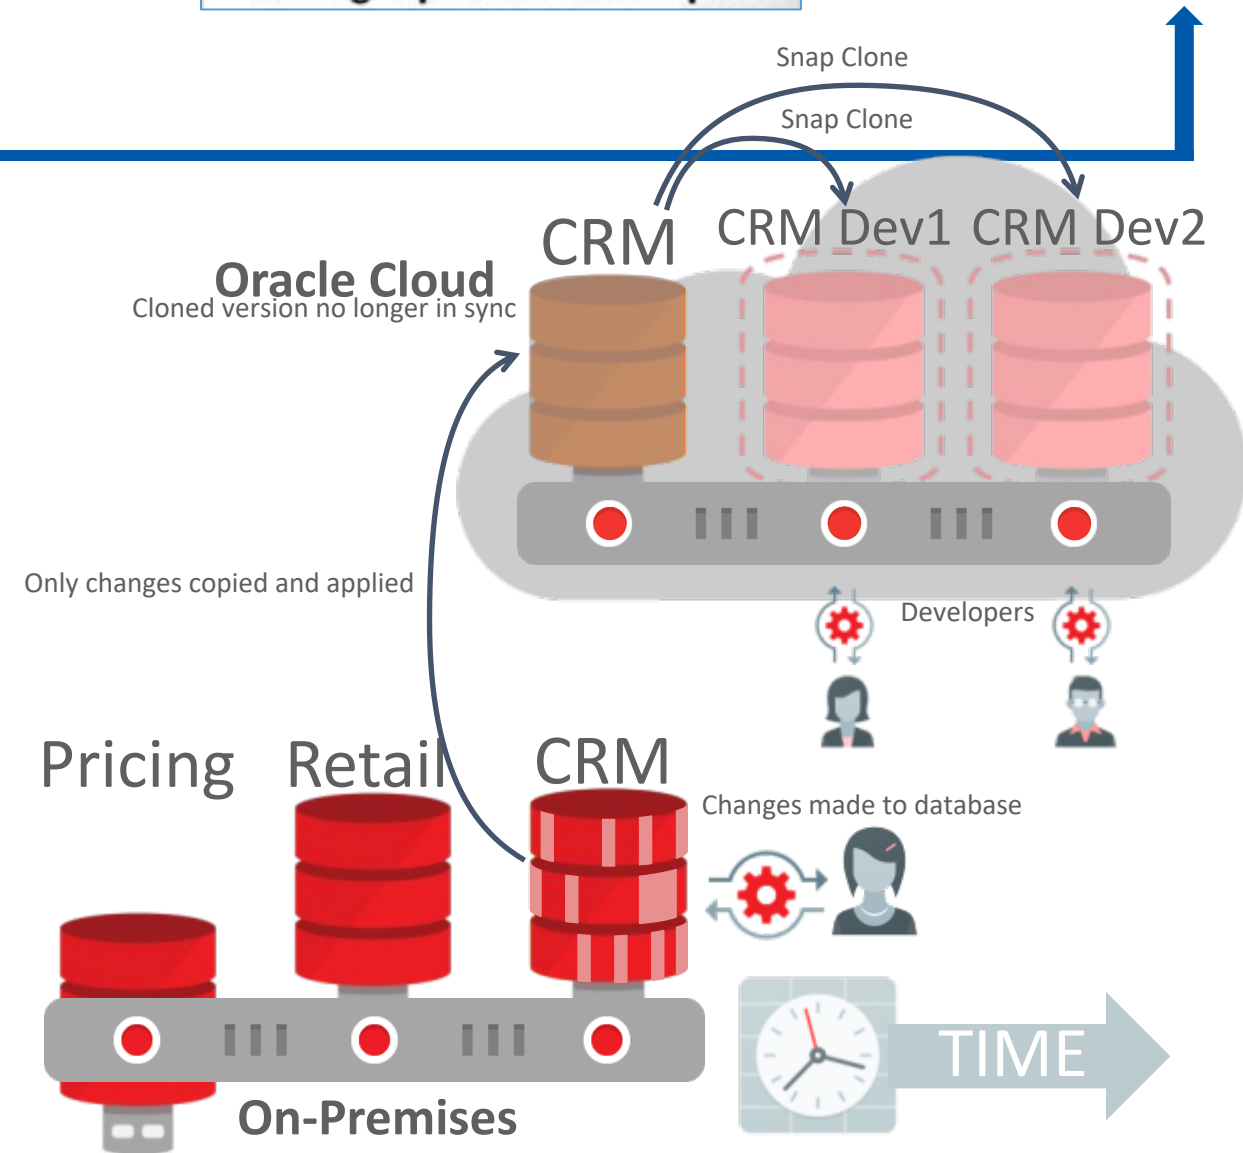 Snap Clone
Snap Clone
CRM
CRM Dev1
CRM Dev2
Oracle Cloud
Cloned version no longer in sync
Only changes copied and applied
Developers
Pricing
Retail
CRM
Changes made to database
TIME
On-Premises